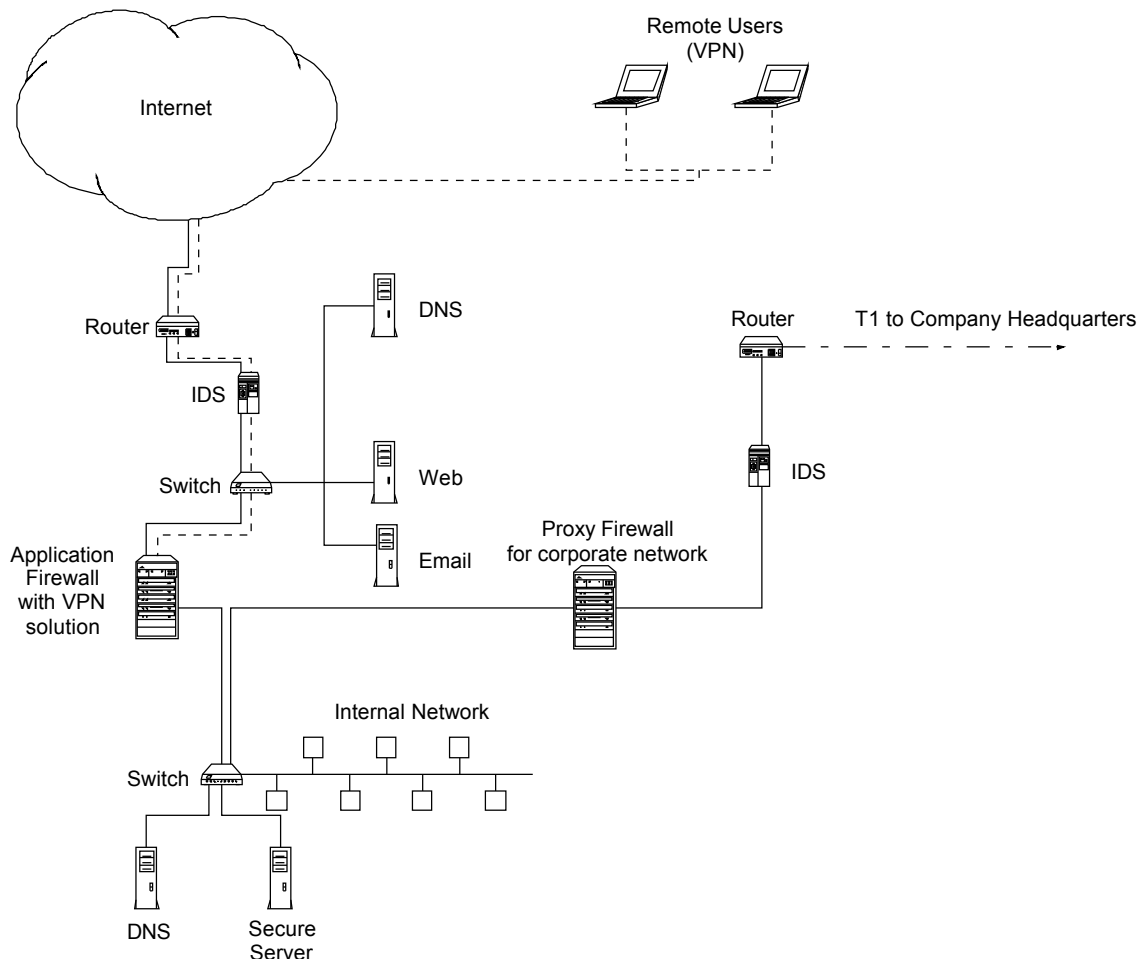 Remote Users
(VPN)
Internet
DNS
Router
Router
T1 to Company Headquarters
IDS
Web
IDS
Switch
Proxy Firewall
for corporate network
Email
Application
Firewall
with VPN
solution
Internal Network
Switch
DNS
Secure
Server